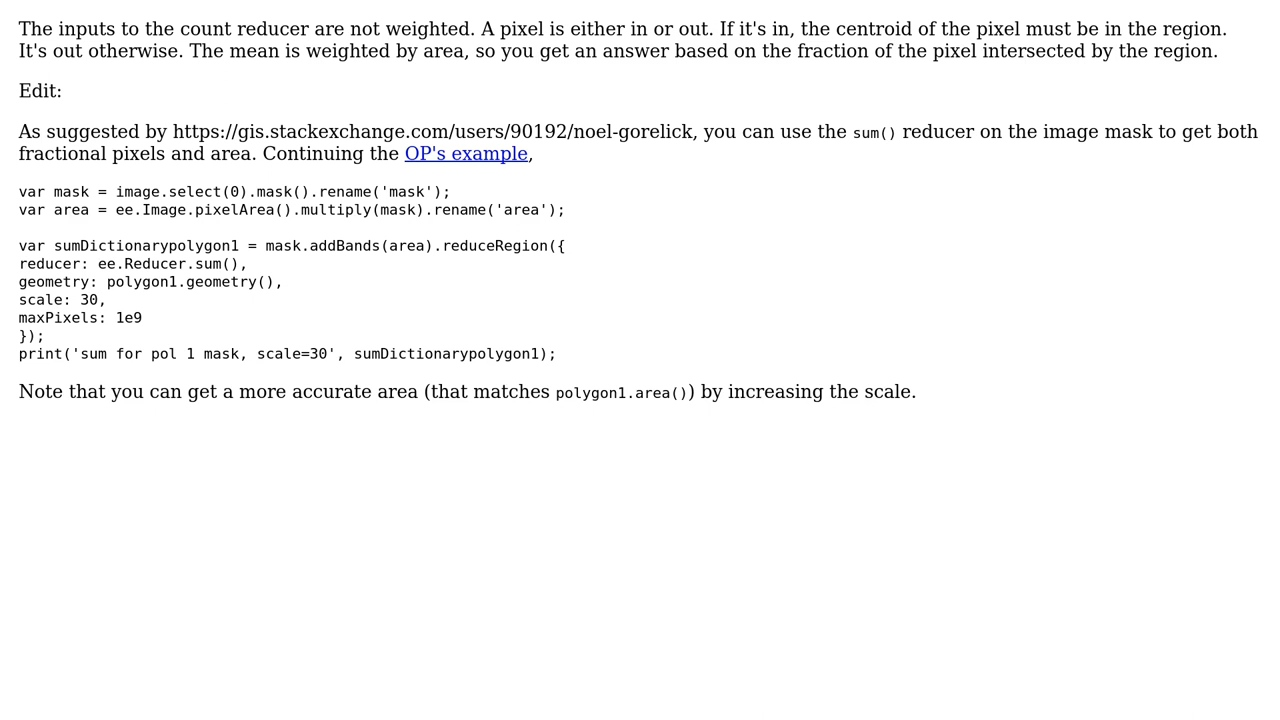 The inputs to the count reducer are not weighted. A pixel is either in or out. If it's in, the centroid of the pixel must be in the region.
It's out otherwise. The mean is weighted by area, so you get an answer based on the fraction of the pixel intersected by the region.
Edit:
As suggested by https://gis.stackexchange.com/users/90192/noel-gorelick, you can use the sum() reducer on the image mask to get both
fractional pixels and area. Continuing the OP's example,
var mask = image.select(0).mask().rename('mask');
var area = ee.Image.pixelArea().multiply(mask).rename('area');
var sumDictionarypolygon1 = mask.addBands(area).reduceRegion({
reducer: ee.Reducer.sum(),
geometry: polygon1.geometry(),
scale: 30,
maxPixels: 1e9
});
print('sum for pol 1 mask, scale=30', sumDictionarypolygon1);
Note that you can get a more accurate area (that matches polygon1.area()) by increasing the scale.